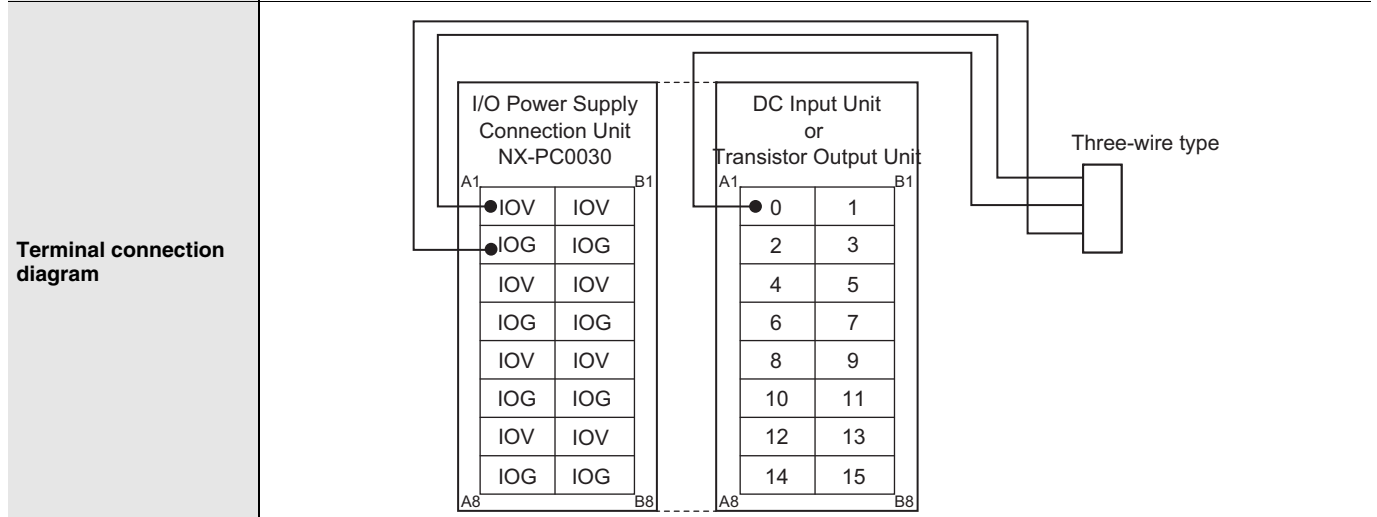 Terminal connection
diagram
I/O Power Supply
Connection Unit
NX-PC0030
A1 B1
IOV IOV
IOG IOG
IOV IOV
IOG IOG
IOV IOV
IOG IOG
IOV IOV
IOG IOG
A8 B8
DC Input Unit
or
Transistor Output Unit
A1 B1
0 1
2 3
4 5
6 7
8 9
10 11
12 13
14 15
A8 B8
Three-wire type